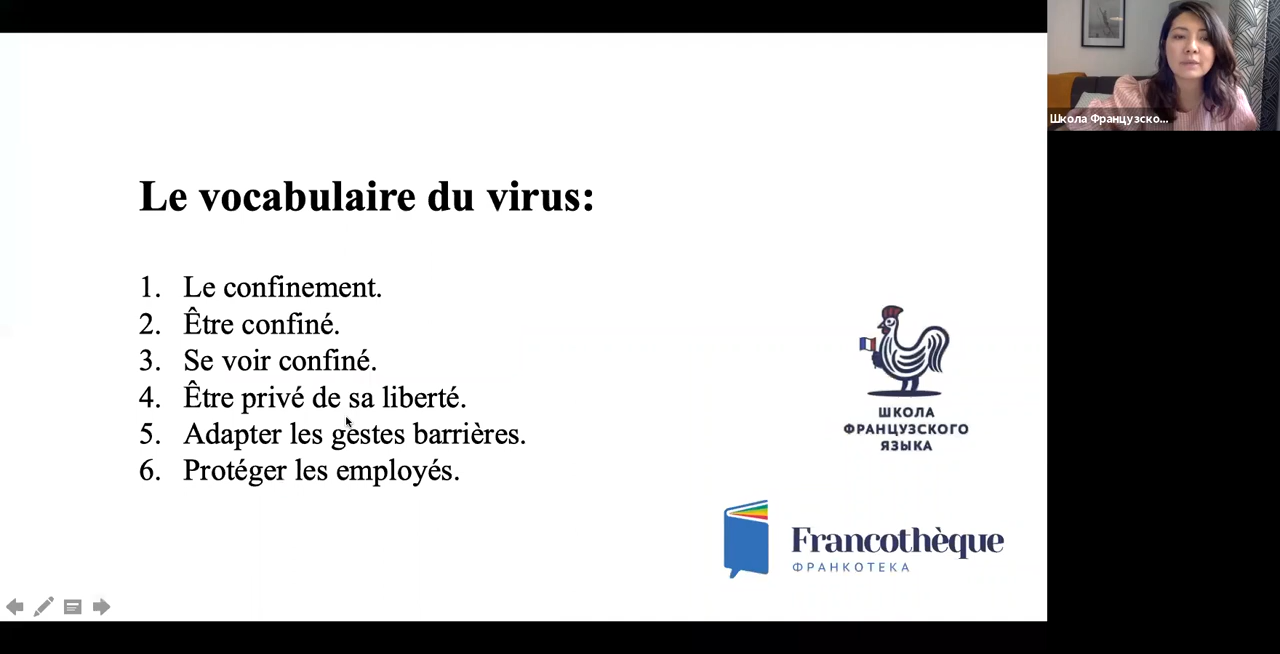 Le vocabulaire du virus:
1. Le confinement.
2. Être confiné.
3. Se voir confiné.
4. Être privé de sa liberté.
5. Adapter les gestes barrières.
6. Protéger les employés.
ШКОЛА
ФРАНЦУЗСКОГО
ЯЗЫКА
Francothèque
ФРАНКОТЕКА
Школа Французско...